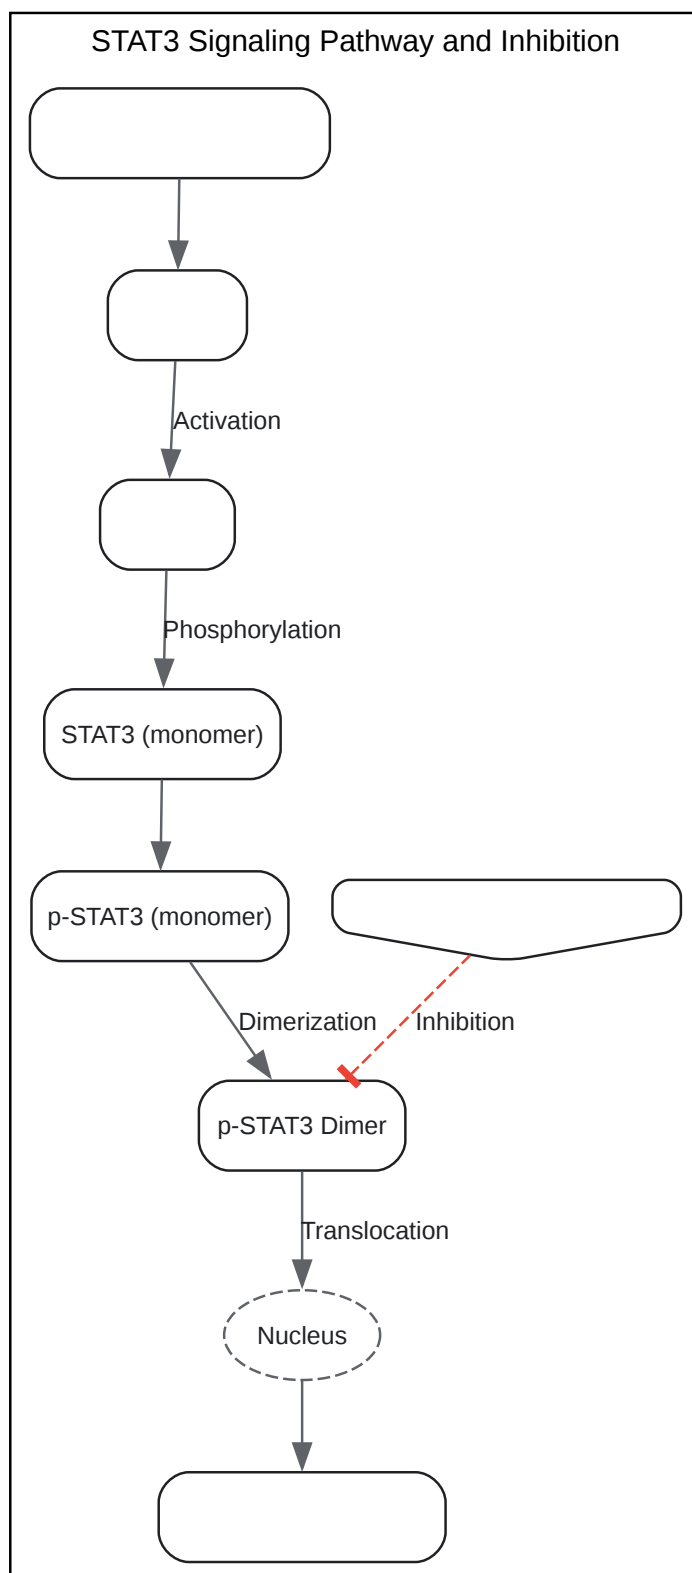 STAT3 Signaling Pathway and Inhibition
Activation
Phosphorylation
STAT3 (monomer)
p-STAT3 (monomer)
Dimerization
Inhibition
p-STAT3 Dimer
Translocation
Nucleus